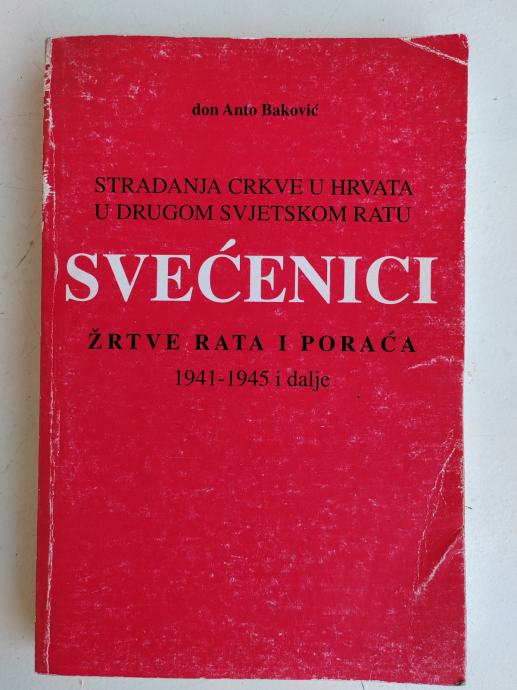 don Anto Baković
STRADANJA CRKVE U HRVATA
U DRUGOM SVJETSKOM RATU
SVEĆENICI
ŽRTVE RATA I PORAĆA
1941-1945 i dalje